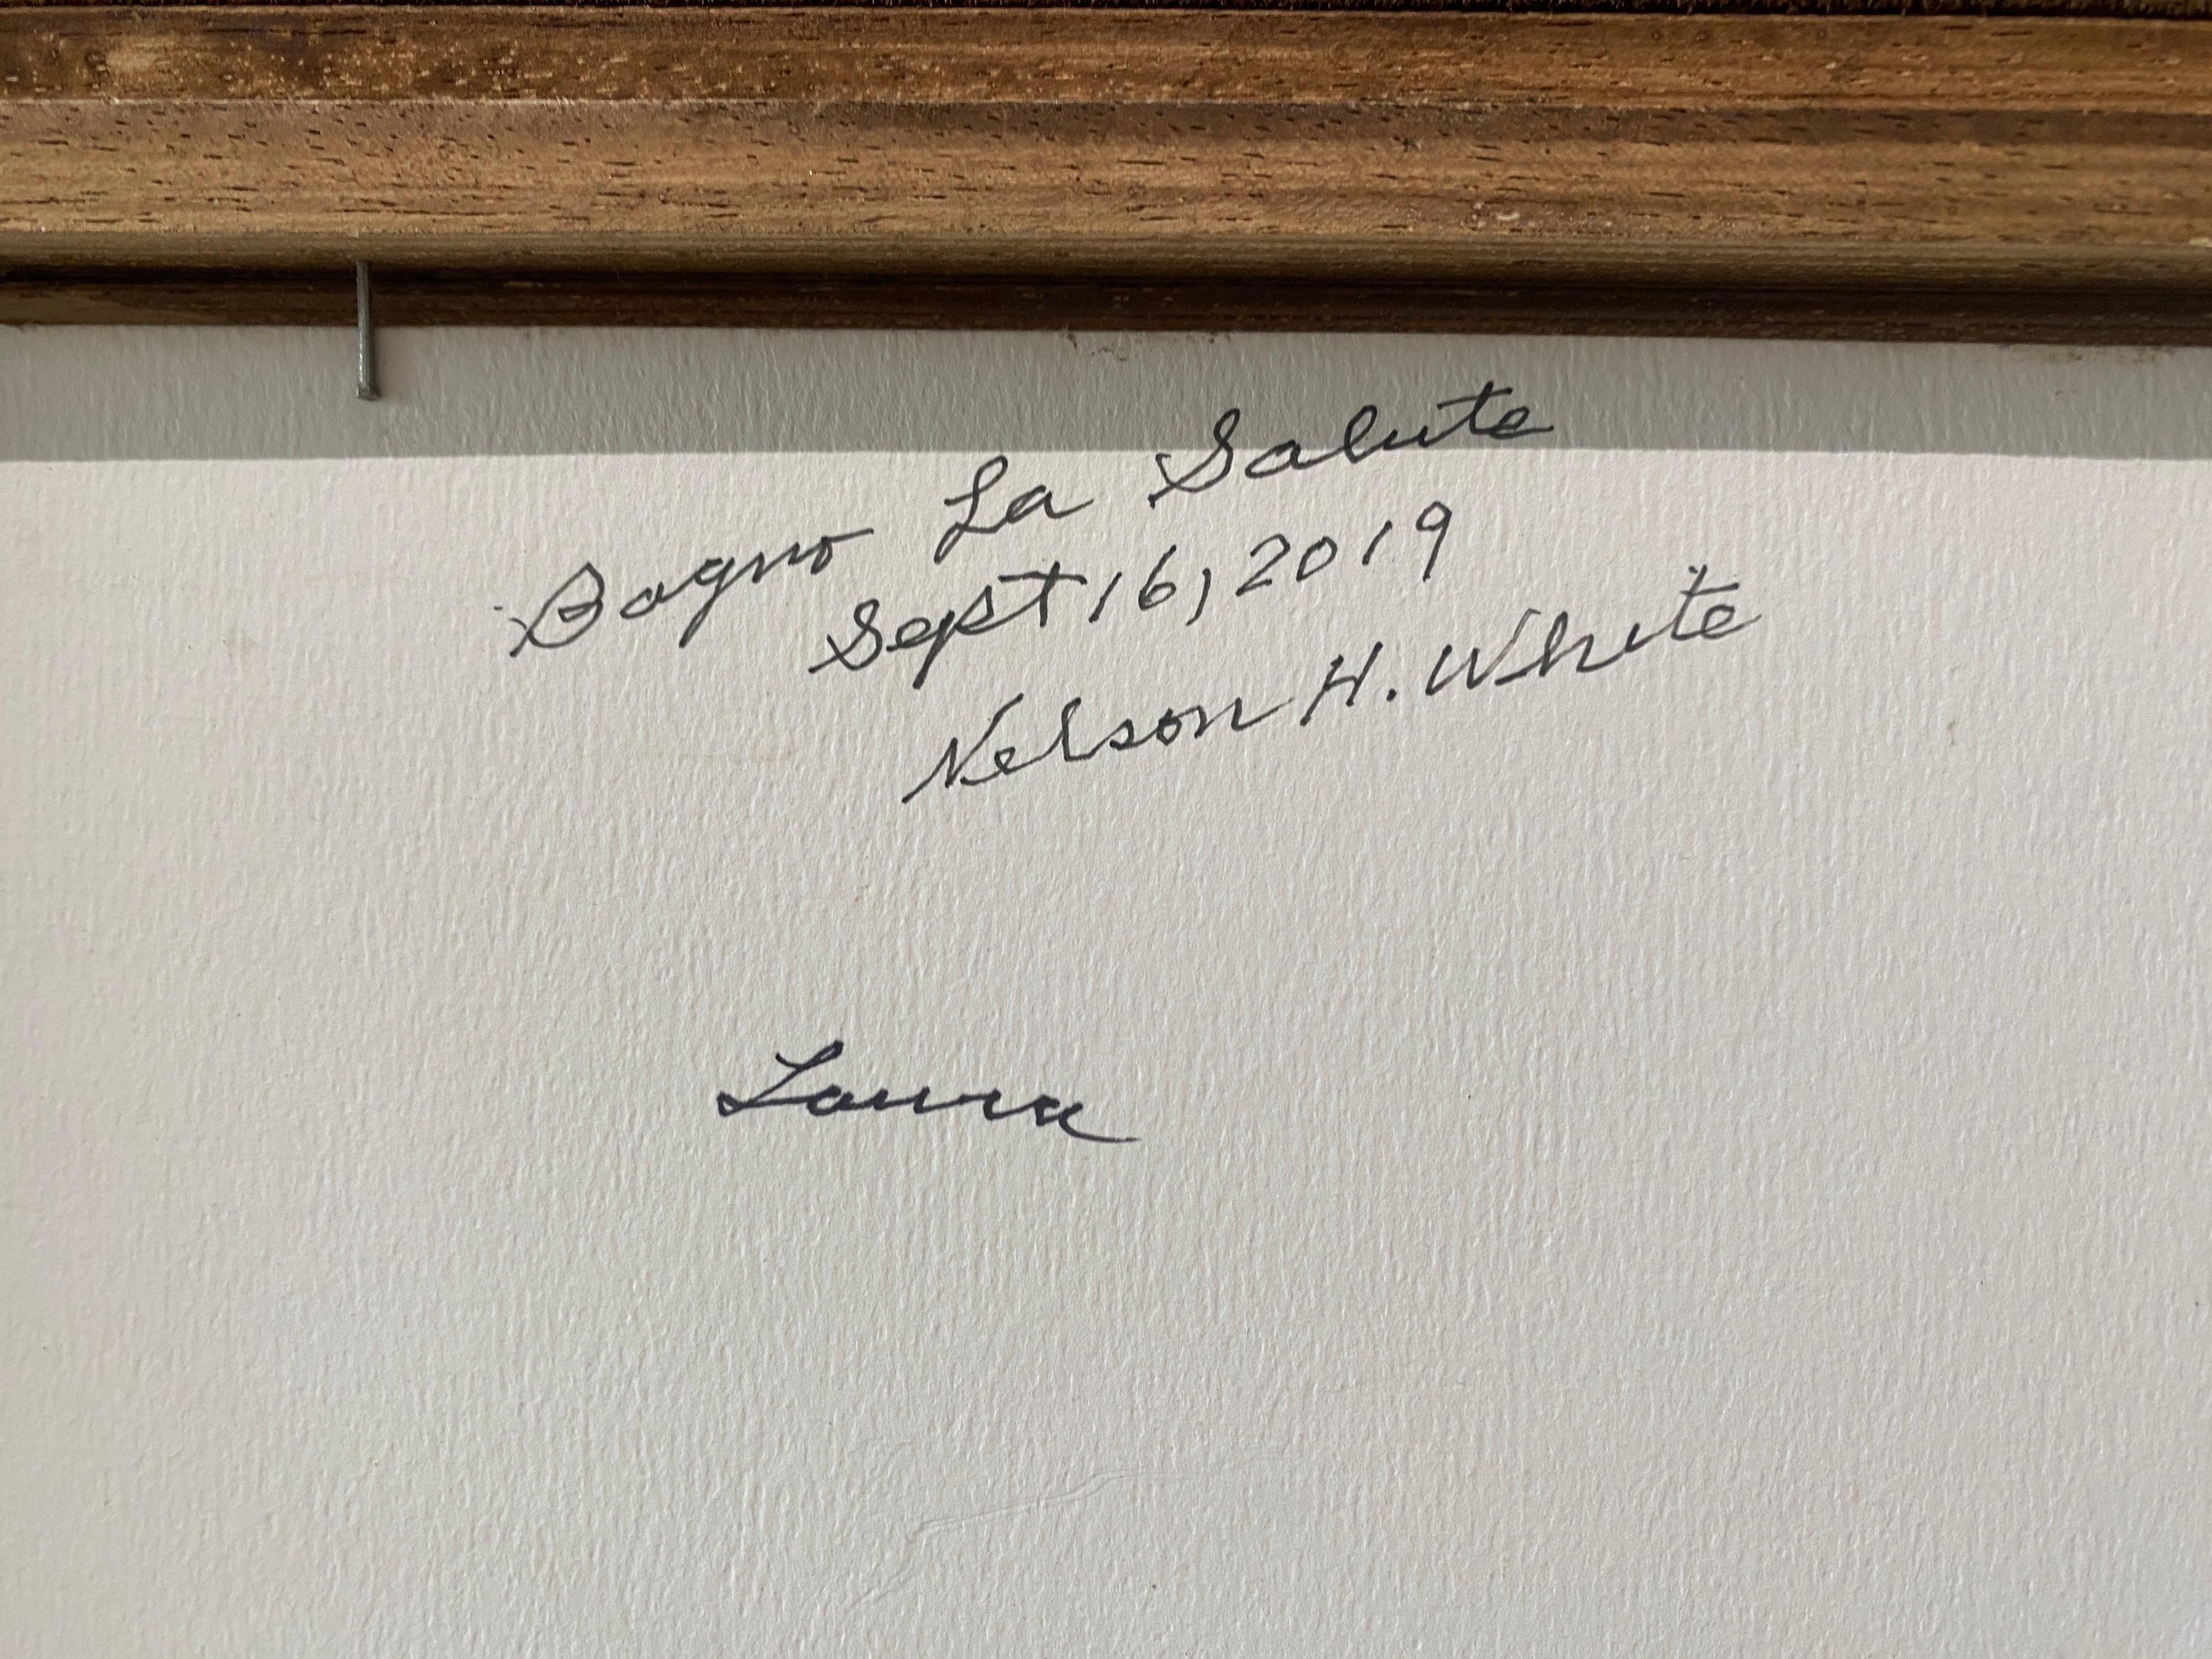 Bagno La Salute
Sept 16, 2019
Nelson H. White
Laura